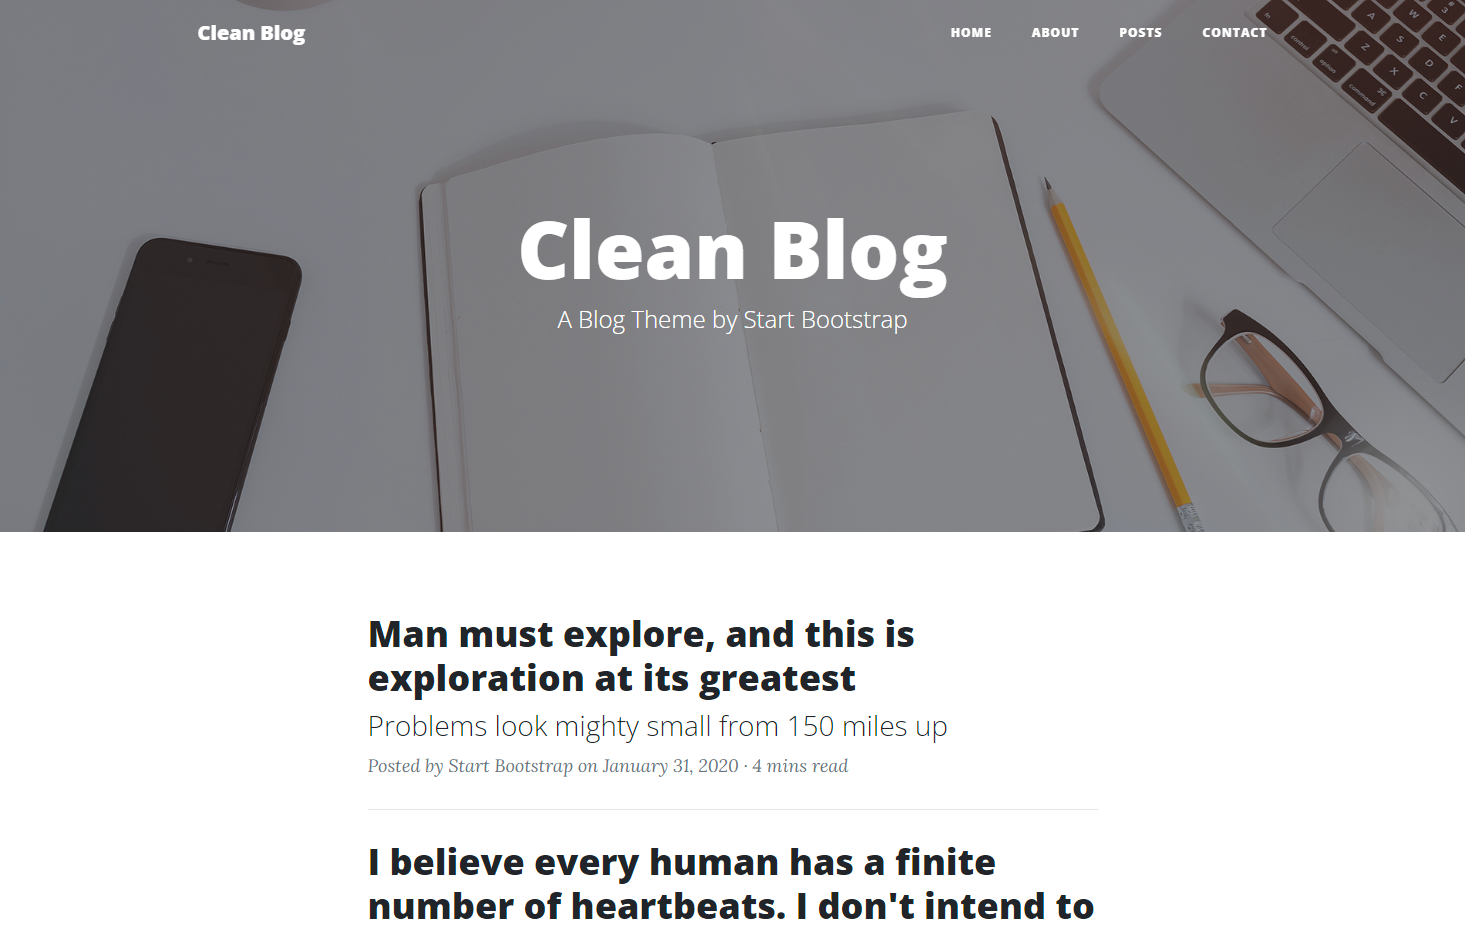 Clean Blog
HOME ABOUT POSTS CONTACT
Clean Blog
A Blog Theme by Start Bootstrap
Man must explore, and this is
exploration at its greatest
Problems look mighty small from 150 miles up
Posted by Start Bootstrap on January 31, 2020 · 4 mins read
I believe every human has a finite
number of heartbeats. I don't intend to